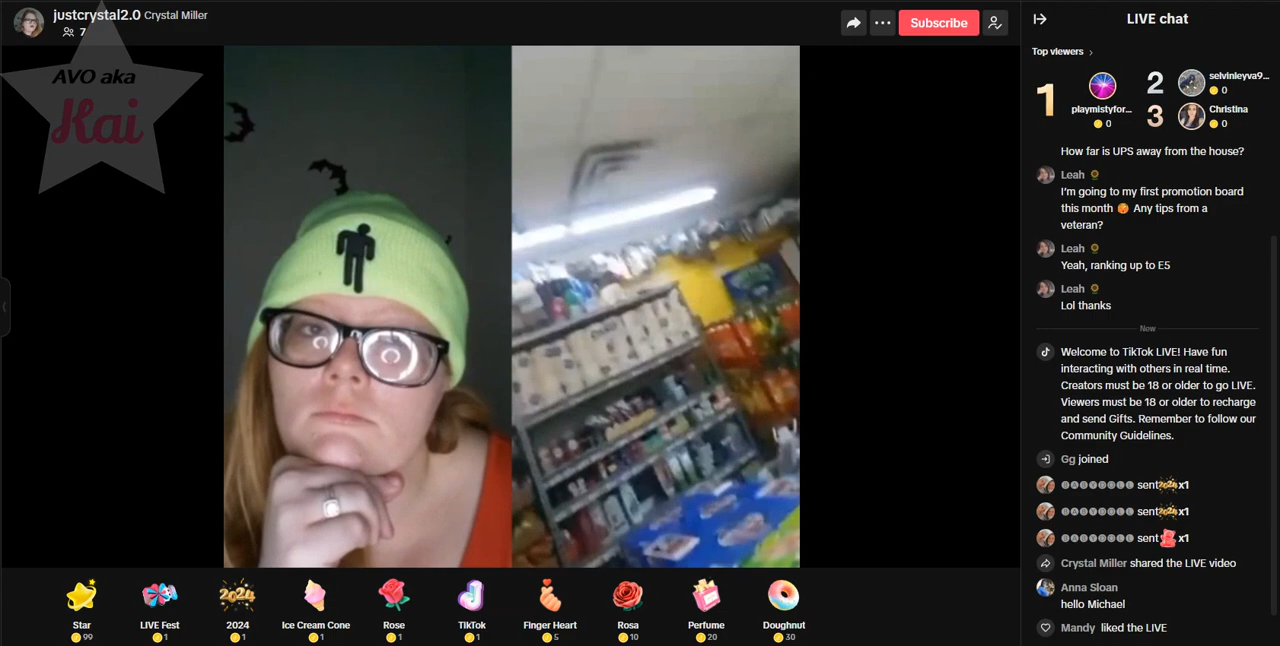 justcrystal2.0 Crystal Miller
7
AVO aka
Kai
Subscribe
LIVE chat
Top viewers
1
playmistyfor...
0
2
selvinleyva9...
0
3
Christina
0
How far is UPS away from the house?
Leah
I'm going to my first promotion board
this month Any tips from a
veteran?
Leah
Yeah, ranking up to E5
Leah
Lol thanks
New
Welcome to TikTok LIVE! Have fun
interacting with others in real time.
Creators must be 18 or older to go LIVE.
Viewers must be 18 or older to recharge
and send Gifts. Remember to follow our
Community Guidelines.
Gg joined
🅑🅐🅑🅨🅓🅞🅛🅛 sent 2024 x1
🅑🅐🅑🅨🅓🅞🅛🅛 sent 2024 x1
🅑🅐🅑🅨🅓🅞🅛🅛 sent x1
Crystal Miller shared the LIVE video
Anna Sloan
hello Michael
Mandy liked the LIVE
2024
Star
99
LIVE Fest
1
2024
1
Ice Cream Cone
1
Rose
1
TikTok
1
Finger Heart
5
Rosa
10
Perfume
20
Doughnut
30